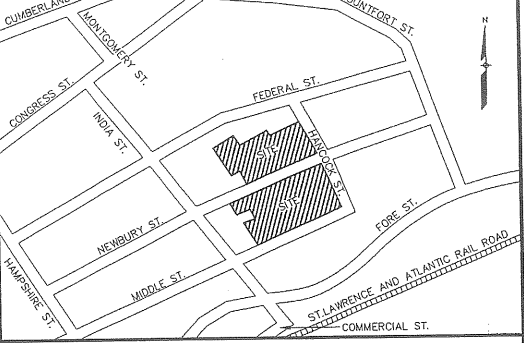 CUMBERLAND
MONTGOMERY ST.
OUNTFORT ST.
N
CONGRESS ST.
INDIA ST.
FEDERAL ST.
HANCOCK ST.
SITE
SITE
NEWBURY ST.
FORE ST.
HAMPSHIRE ST.
MIDDLE ST.
ST.LAWRENCE AND ATLANTIC RAIL ROAD
COMMERCIAL ST.